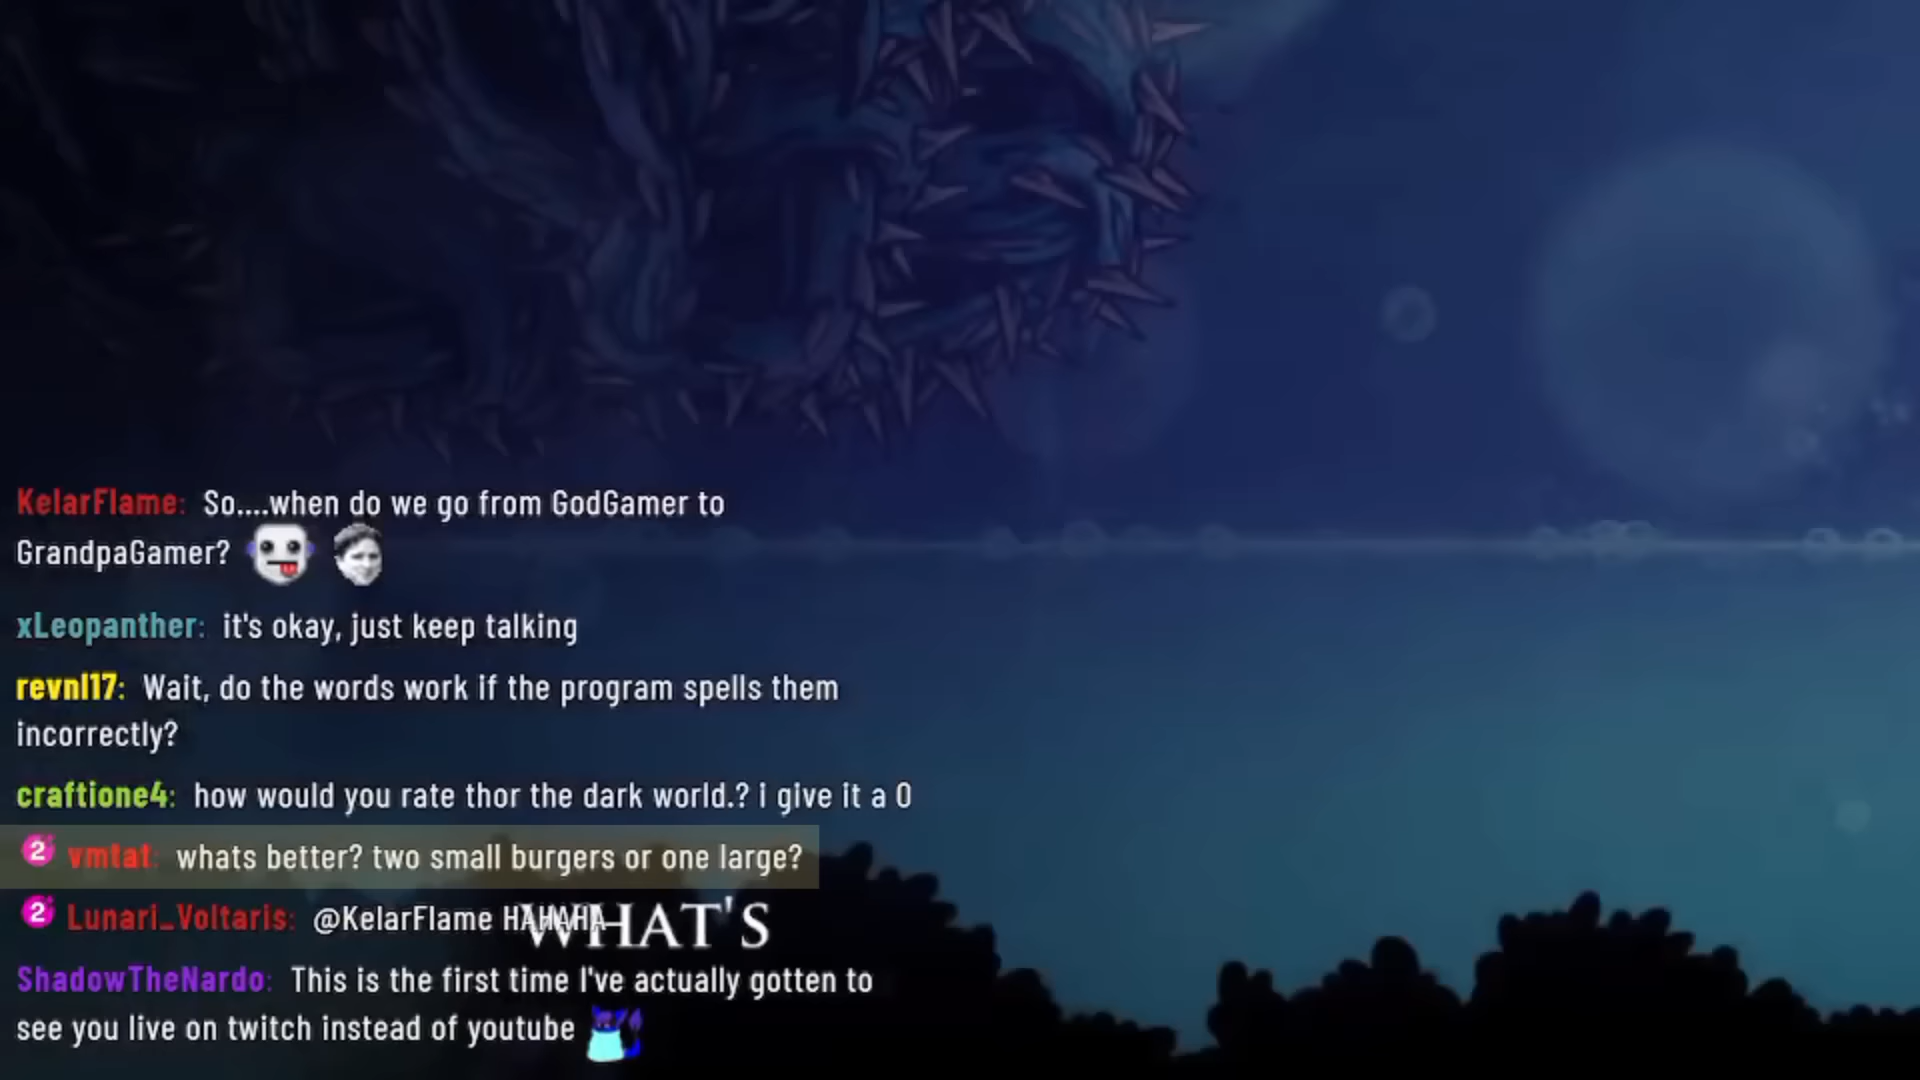 KelarFlame: So....when do we go from GodGamer to
GrandpaGamer?
xLeopanther: it's okay, just keep talking
revnl17: Wait, do the words work if the program spells them
incorrectly?
craftione4: how would you rate thor the dark world.? i give it a 0
2 vmtat: whats better? two small burgers or one large?
2 Lunari_Voltaris: @KelarFlame HAHAHA
WHAT'S
ShadowTheNardo: This is the first time I've actually gotten to
see you live on twitch instead of youtube